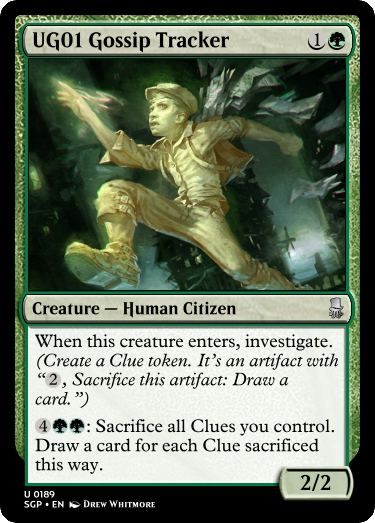 UG01 Gossip Tracker 1
Creature — Human Citizen
When this creature enters, investigate.
(Create a Clue token. It's an artifact with
“2, Sacrifice this artifact: Draw a
card.”)
4: Sacrifice all Clues you control.
Draw a card for each Clue sacrificed
this way.
2/2
U 0189
SGP • EN Drew Whitmore